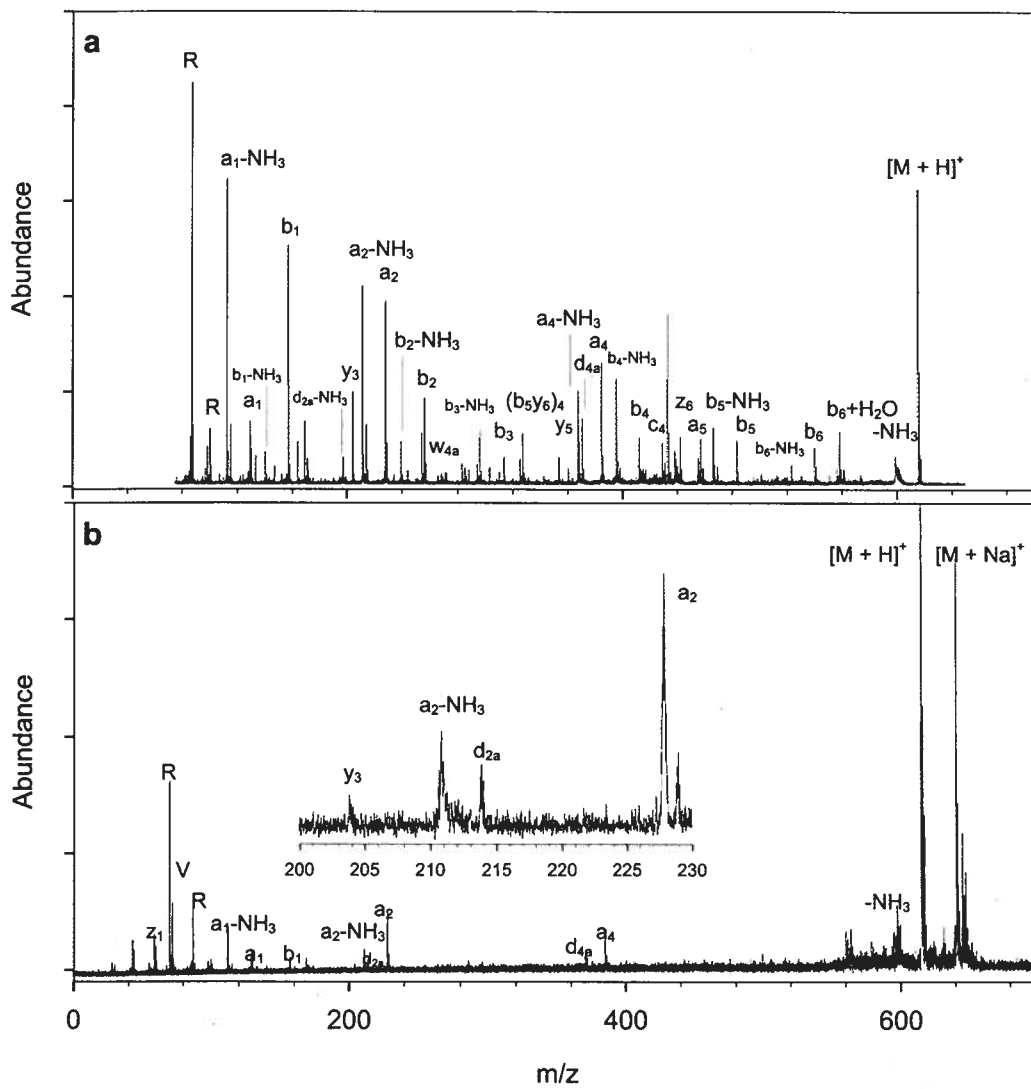 a
Abundance
R
a₁-NH₃
b₁
a₂-NH₃
a₂
[M + H]⁺
b₁-NH₃
R
a₁
d₂ₐ-NH₃
y₃
b₂-NH₃
b₂
w₄ₐ
b₃-NH₃
b₃
(b₅y₆)₄
y₅
a₄-NH₃
d₄ₐ
a₄
b₄-NH₃
b₄
c₄
z₆
a₅
b₅-NH₃
b₅
b₆-NH₃
b₆
b₆+H₂O
-NH₃
b
Abundance
[M + H]⁺
[M + Na]⁺
a₂
a₂-NH₃
d₂ₐ
y₃
200 205 210 215 220 225 230
R
V
z₁
R
a₁-NH₃
a₁
b₁
a₂-NH₃
d₂ₐ
a₂
d₄ₐ
a₄
-NH₃
0 200 400 600
m/z